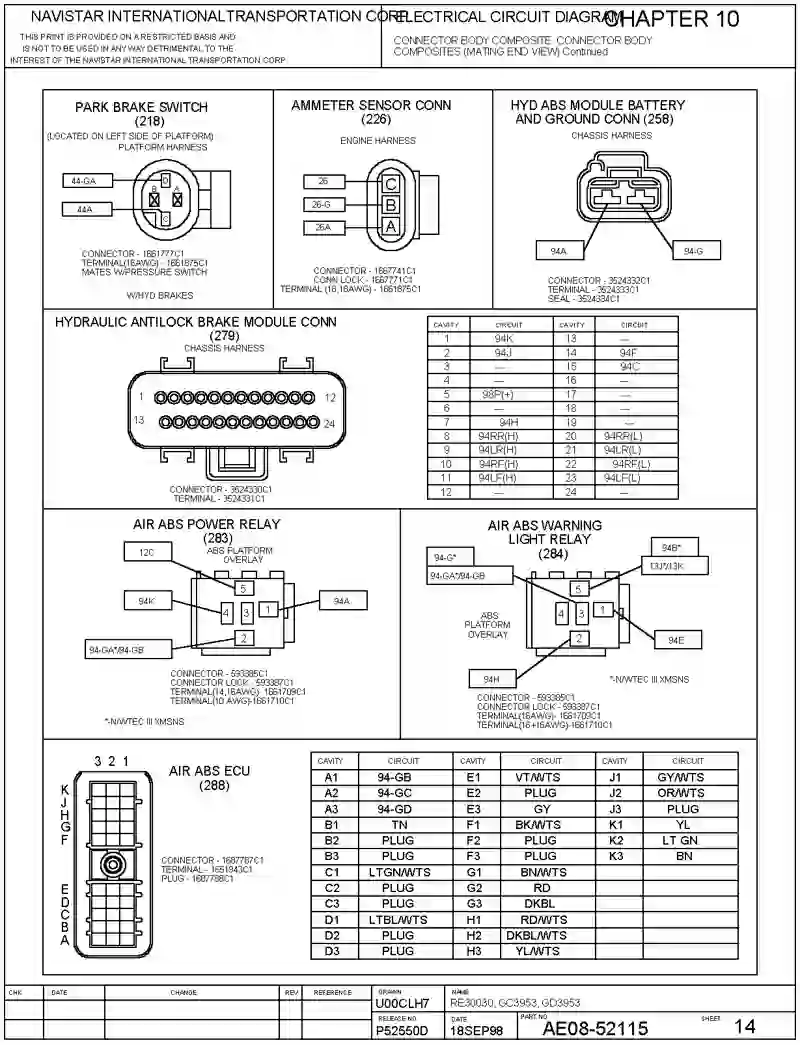 NAVISTAR INTERNATIONAL TRANSPORTATION CORP.
THIS PRINT IS PROVIDED ON A RESTRICTED BASIS AND
IS NOT TO BE USED IN ANY WAY DETRIMENTAL TO THE
INTEREST OF THE NAVISTAR INTERNATIONAL TRANSPORTATION CORP
ELECTRICAL CIRCUIT DIAGRAM
CHAPTER 10
CONNECTOR BODY COMPOSITE CONNECTOR BODY
COMPOSITES (MATING END VIEW) Continued
PARK BRAKE SWITCH
(218)
(LOCATED ON LEFT SIDE OF PLATFORM)
PLATFORM HARNESS
44-GA
44A
D
B A
C
CONNECTOR - 1661777C1
TERMINAL(16AWG) - 1661875C1
MATES W/PRESSURE SWITCH
W/HYD BRAKES
AMMETER SENSOR CONN
(226)
ENGINE HARNESS
26 C
26-G B
26A A
CONNECTOR - 1667741C1
CONN LOCK - 1667771C1
TERMINAL (16,18AWG) - 1661875C1
HYD ABS MODULE BATTERY
AND GROUND CONN (258)
CHASSIS HARNESS
94A 94-G
CONNECTOR - 3524332C1
TERMINAL - 3524333C1
SEAL - 3524334C1
HYDRAULIC ANTILOCK BRAKE MODULE CONN
(279)
CHASSIS HARNESS
1 12
13 24
CONNECTOR - 3524330C1
TERMINAL - 3524331C1
CAVITY CIRCUIT CAVITY CIRCUIT
1 94K 13 —
2 94J 14 94F
3 — 15 94C
4 — 16 —
5 98P(+) 17 —
6 — 18 —
7 94H 19 —
8 94RR(H) 20 94RR(L)
9 94LR(H) 21 94LR(L)
10 94RF(H) 22 94RF(L)
11 94LF(H) 23 94LF(L)
12 — 24 —
AIR ABS POWER RELAY
(283)
ABS PLATFORM
OVERLAY
12C
94K
94A
94-GA*/94-GB
5
4 3 1
2
CONNECTOR - 593385C1
CONNECTOR LOCK - 593387C1
TERMINAL(14,16AWG) 1661709C1
TERMINAL(10 AWG)-1661710C1
*-N/WTEC III XMSNS
AIR ABS WARNING
LIGHT RELAY
(284)
94-G*
94-GA*/94-GB
94B*
13J*/13K
5
4 3 1
2
ABS
PLATFORM
OVERLAY
94E
94H
*-N/WTEC III XMSNS
CONNECTOR - 593385C1
CONNECTOR LOCK - 593387C1
TERMINAL(16AWG)- 1661709C1
TERMINAL(16+16AWG)-1661710C1
3 2 1
K
J
H
G
F
E
D
C
B
A
AIR ABS ECU
(288)
CONNECTOR - 1687787C1
TERMINAL - 1651943C1
PLUG - 1687788C1
CAVITY CIRCUIT CAVITY CIRCUIT CAVITY CIRCUIT
A1 94-GB E1 VT/WTS J1 GY/WTS
A2 94-GC E2 PLUG J2 OR/WTS
A3 94-GD E3 GY J3 PLUG
B1 TN F1 BK/WTS K1 YL
B2 PLUG F2 PLUG K2 LT GN
B3 PLUG F3 PLUG K3 BN
C1 LTGN/WTS G1 BN/WTS
C2 PLUG G2 RD
C3 PLUG G3 DKBL
D1 LTBL/WTS H1 RD/WTS
D2 PLUG H2 DKBL/WTS
D3 PLUG H3 YL/WTS
CHK DATE CHANGE REV REFERENCE
DRAWN
U00CLH7
NAME
RE30030, GC3953, GD3953
RELEASE NO
P52550D
DATE
18SEP98
PART NO
AE08-52115
SHEET 14